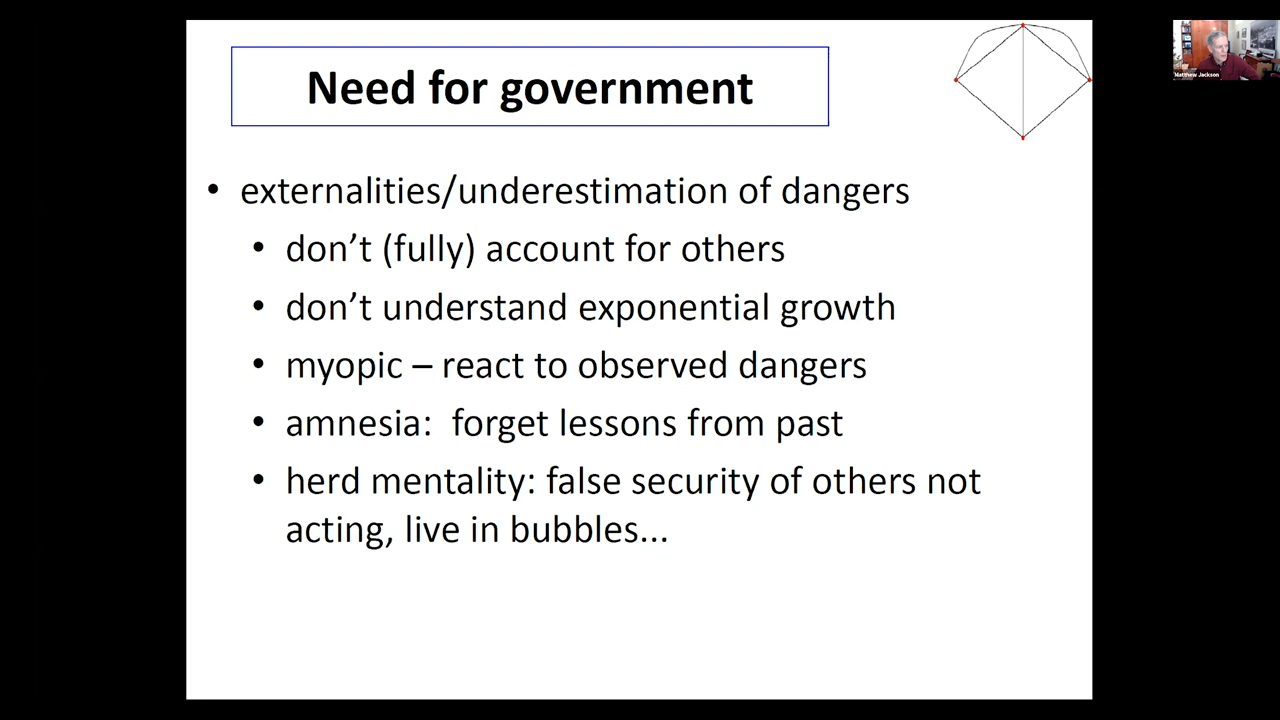 Need for government
Matthew Jackson
• externalities/underestimation of dangers
• don’t (fully) account for others
• don’t understand exponential growth
• myopic – react to observed dangers
• amnesia:  forget lessons from past
• herd mentality: false security of others not
acting, live in bubbles...